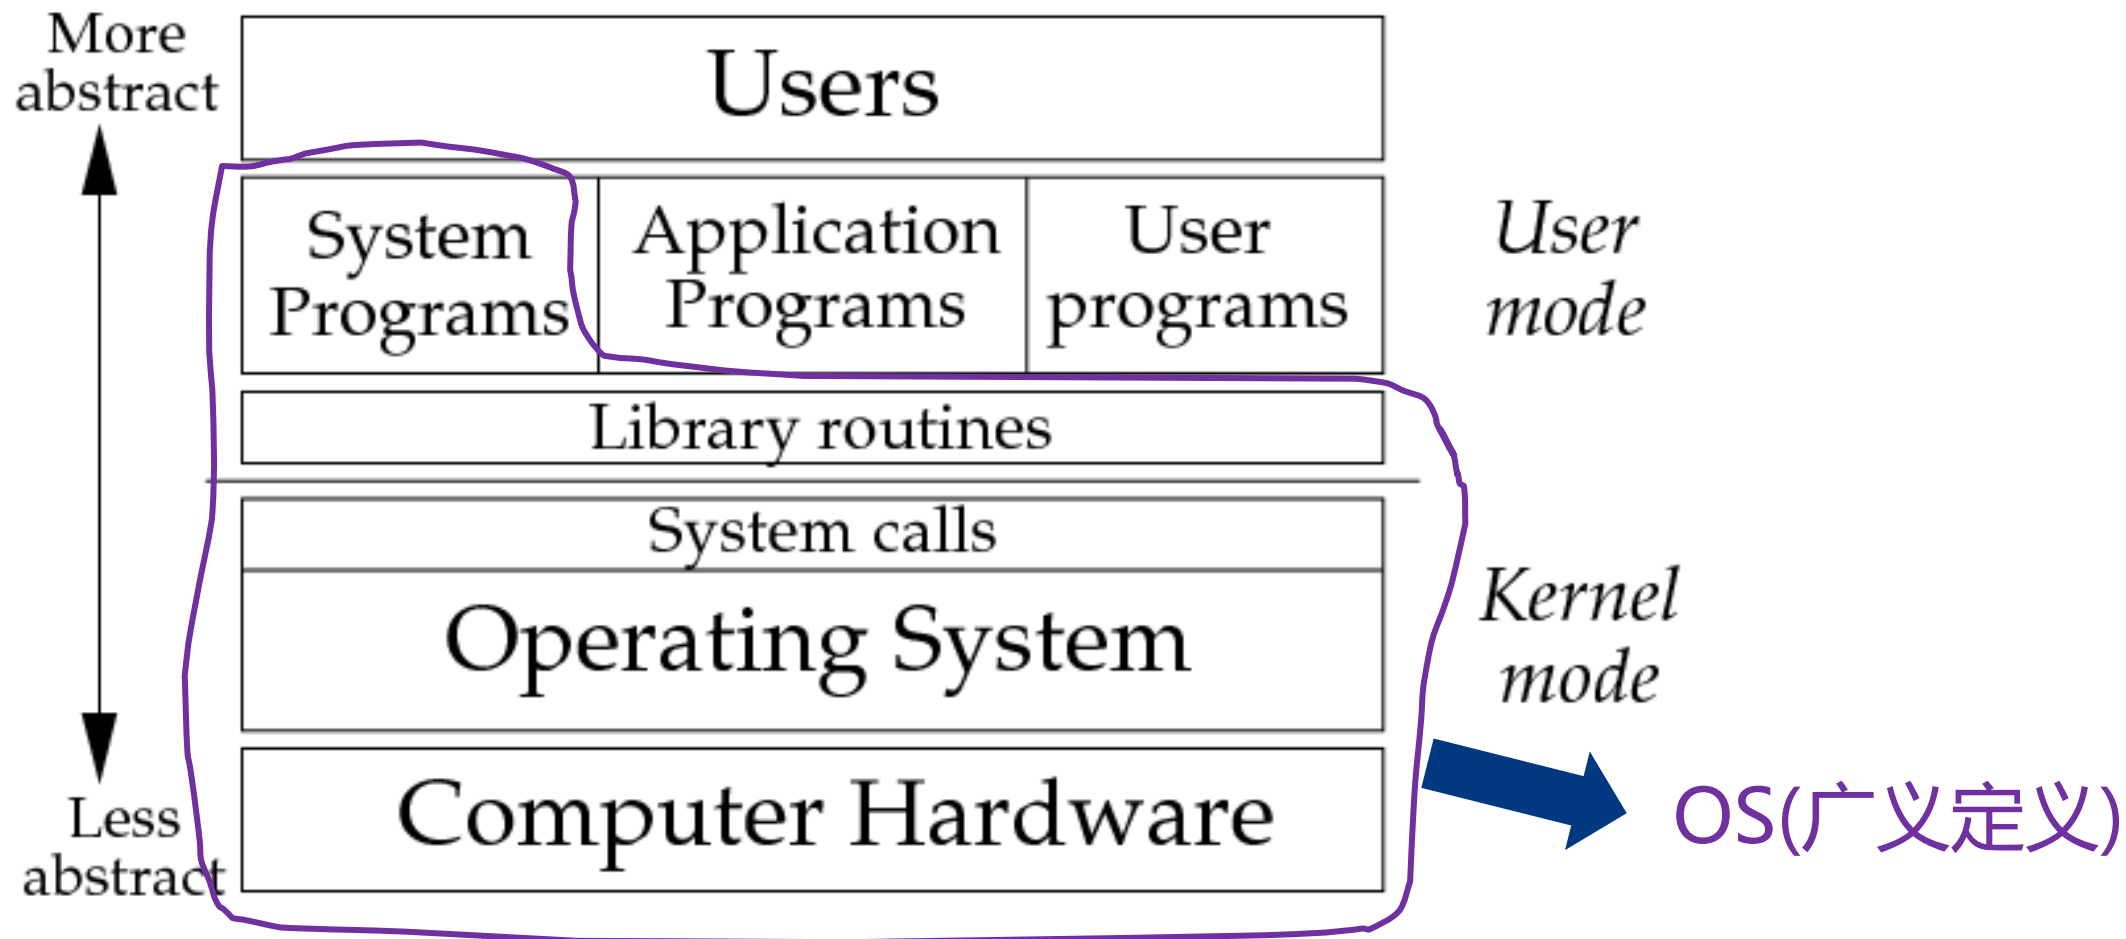 More
abstract
Users
System
Programs
Application
Programs
User
programs
User
mode
Library routines
System calls
Operating System
Kernel
mode
Computer Hardware
Less
abstract
OS(广义定义)